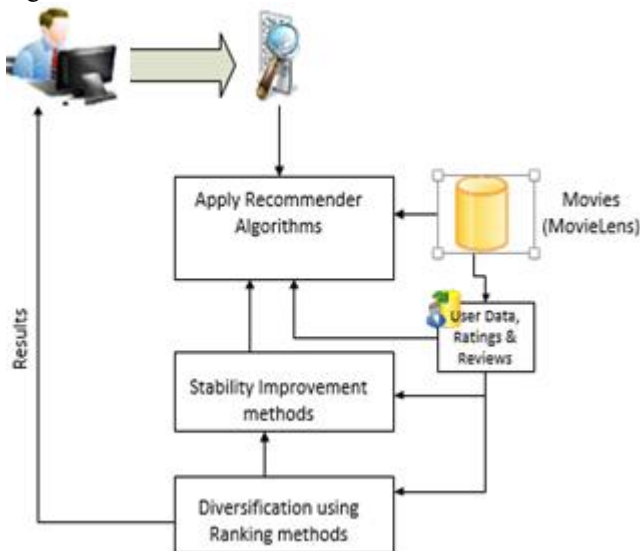 Apply Recommender
Algorithms
Movies
(MovieLens)
User Data,
Ratings &
Reviews
Results
Stability Improvement
methods
Diversification using
Ranking methods